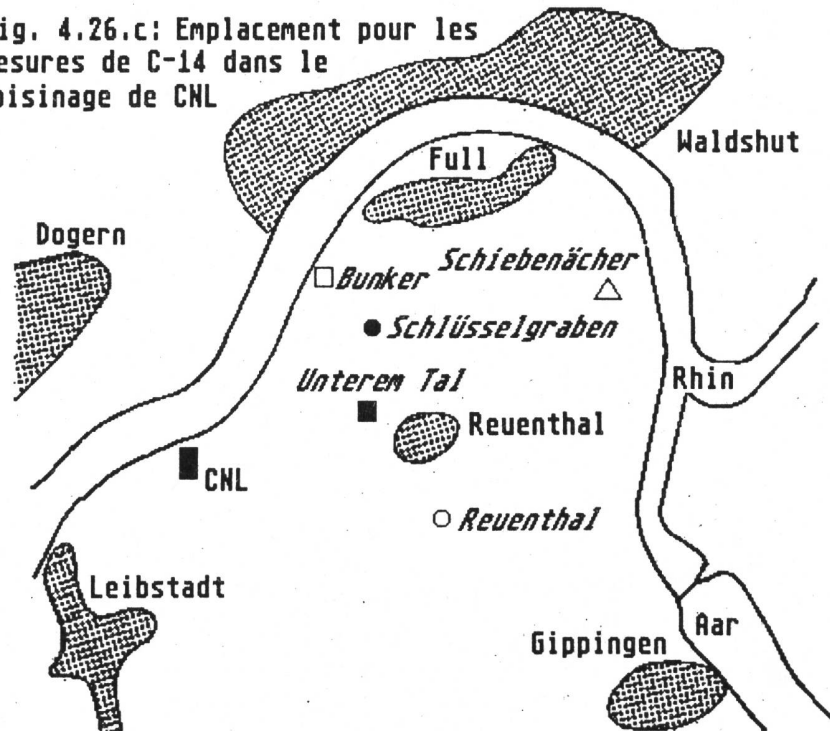 ig. 4.26.c: Emplacement pour les
esures de C-14 dans le
oisinage de CNL
Waldshut
Full
Dogern
Schiebenächer
Bunker
Schlüsselgraben
Unterem Tal
Rhin
Reuenthal
CNL
Reuenthal
Leibstadt
Aar
Gippingen